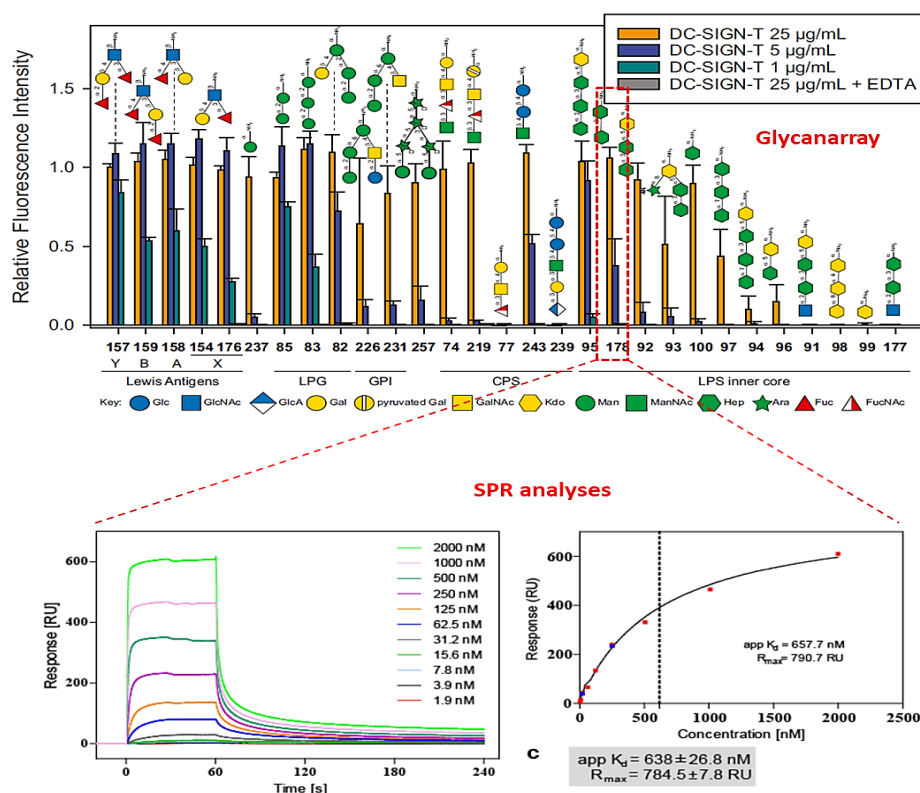 DC-SIGN-T 25 µg/mL
DC-SIGN-T 5 µg/mL
DC-SIGN-T 1 µg/mL
DC-SIGN-T 25 µg/mL + EDTA
Glycanarray
Relative Fluorescence Intensity
1.5
1.0
0.5
0.0
157 159 158 154 176 237 85 83 82 226 231 257 74 219 77 243 239 95 178 92 93 100 97 94 96 91 98 99 177
Y B A X
Lewis Antigens LPG GPI CPS LPS inner core
Key: Glc GlcNAc GlcA Gal pyruvated Gal GalNAc Kdo Man ManNAc Hep Ara Fuc FucNAc
SPR analyses
Response [RU]
600
400
200
0
0 60 120 180 240
Time [s]
2000 nM
1000 nM
500 nM
250 nM
125 nM
62.5 nM
31.2 nM
15.6 nM
7.8 nM
3.9 nM
1.9 nM
Response (RU)
600
400
200
0
0 500 1000 1500 2000 2500
Concentration [nM]
app Kd = 657.7 nM
Rmax = 790.7 RU
c
app Kd = 638 ± 26.8 nM
Rmax = 784.5 ± 7.8 RU